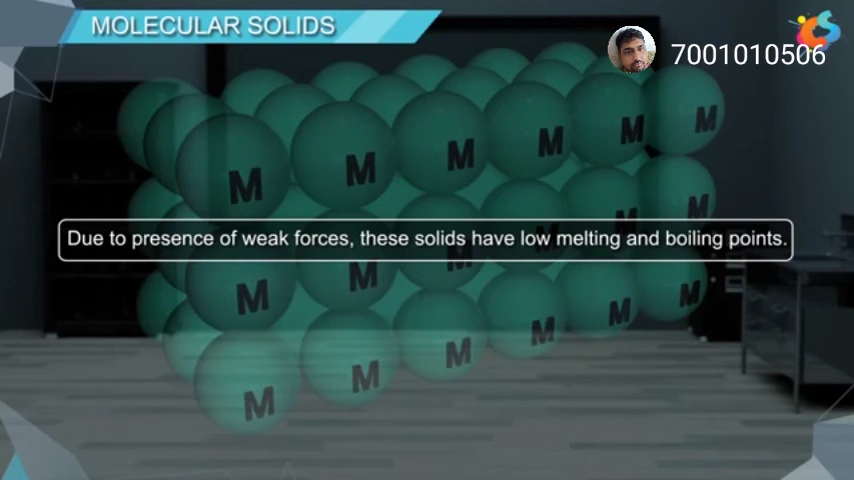 MOLECULAR SOLIDS
7001010506
M M M M M M
Due to presence of weak forces, these solids have low melting and boiling points.
M M M M M M
M M M M M